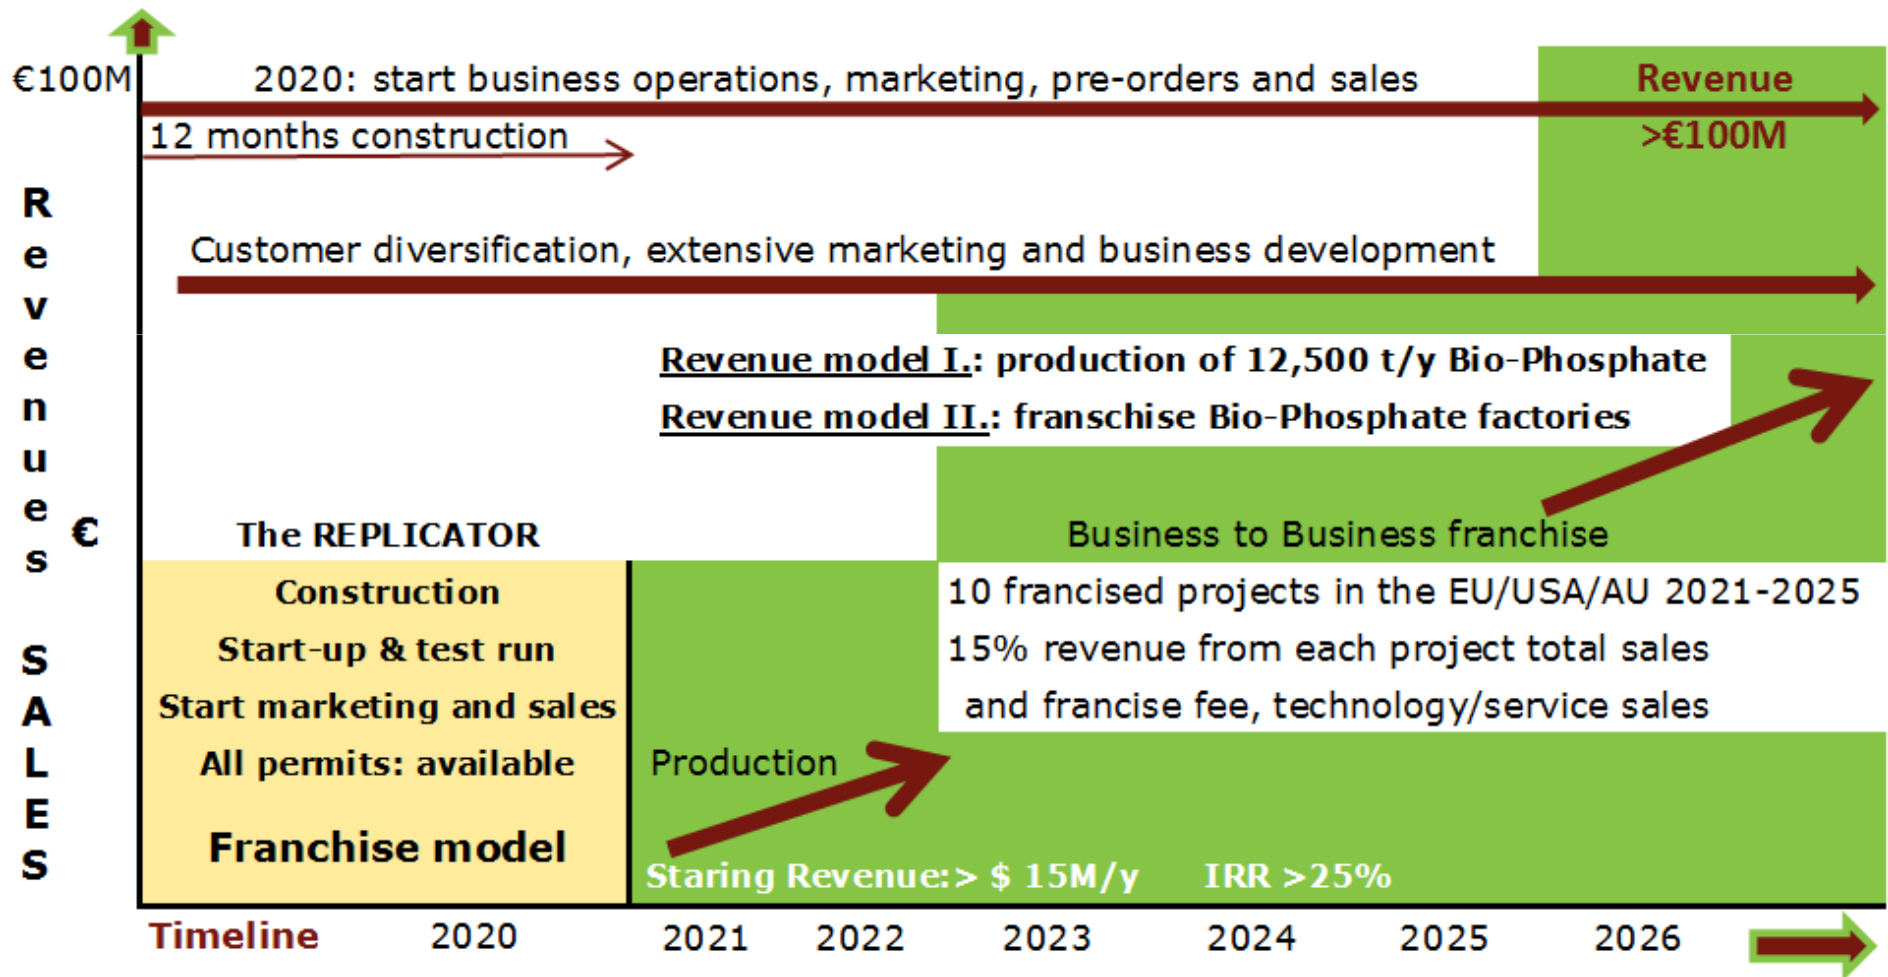 €100M
2020: start business operations, marketing, pre-orders and sales
Revenue
>€100M
12 months construction
Customer diversification, extensive marketing and business development
Revenue model I.: production of 12,500 t/y Bio-Phosphate
Revenue model II.: franschise Bio-Phosphate factories
Revenues
€
SALES
The REPLICATOR
Construction
Start-up & test run
Start marketing and sales
All permits: available
Franchise model
Business to Business franchise
10 francised projects in the EU/USA/AU 2021-2025
15% revenue from each project total sales
and francise fee, technology/service sales
Production
Staring Revenue:> $ 15M/y IRR >25%
Timeline 2020 2021 2022 2023 2024 2025 2026